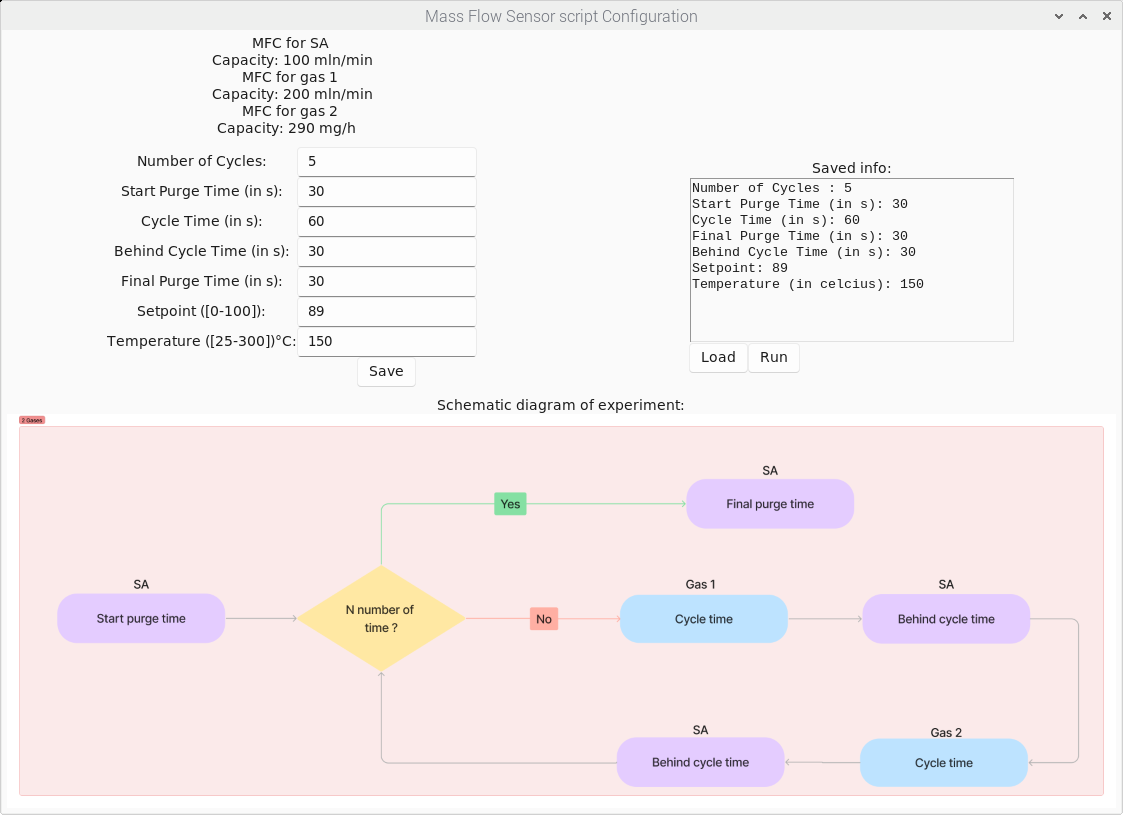 Mass Flow Sensor script Configuration
MFC for SA
Capacity: 100 mln/min
MFC for gas 1
Capacity: 200 mln/min
MFC for gas 2
Capacity: 290 mg/h
Number of Cycles: 5
Start Purge Time (in s): 30
Cycle Time (in s): 60
Behind Cycle Time (in s): 30
Final Purge Time (in s): 30
Setpoint ([0-100]): 89
Temperature ([25-300])°C: 150
Save
Saved info:
Number of Cycles : 5
Start Purge Time (in s): 30
Cycle Time (in s): 60
Final Purge Time (in s): 30
Behind Cycle Time (in s): 30
Setpoint: 89
Temperature (in celcius): 150
Load Run
Schematic diagram of experiment:
2 Gases
SA
Final purge time
Yes
SA
Start purge time
N number of
time ?
No
Gas 1
Cycle time
SA
Behind cycle time
SA
Behind cycle time
Gas 2
Cycle time